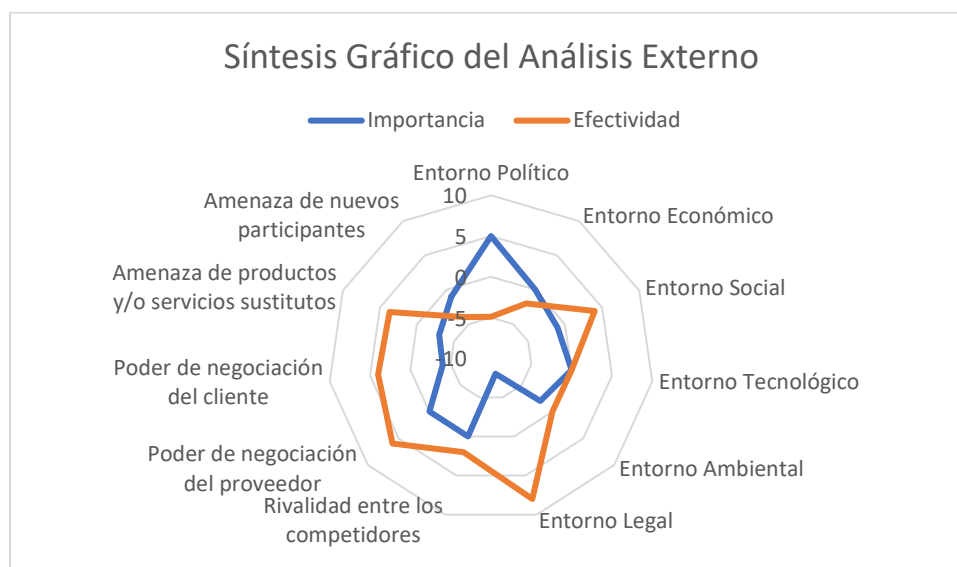 Síntesis Gráfico del Análisis Externo
Importancia
Efectividad
Entorno Político
Entorno Económico
Entorno Social
Entorno Tecnológico
Entorno Ambiental
Entorno Legal
Rivalidad entre los
competidores
Poder de negociación
del proveedor
Poder de negociación
del cliente
Amenaza de productos
y/o servicios sustitutos
Amenaza de nuevos
participantes
10
5
0
-5
-10